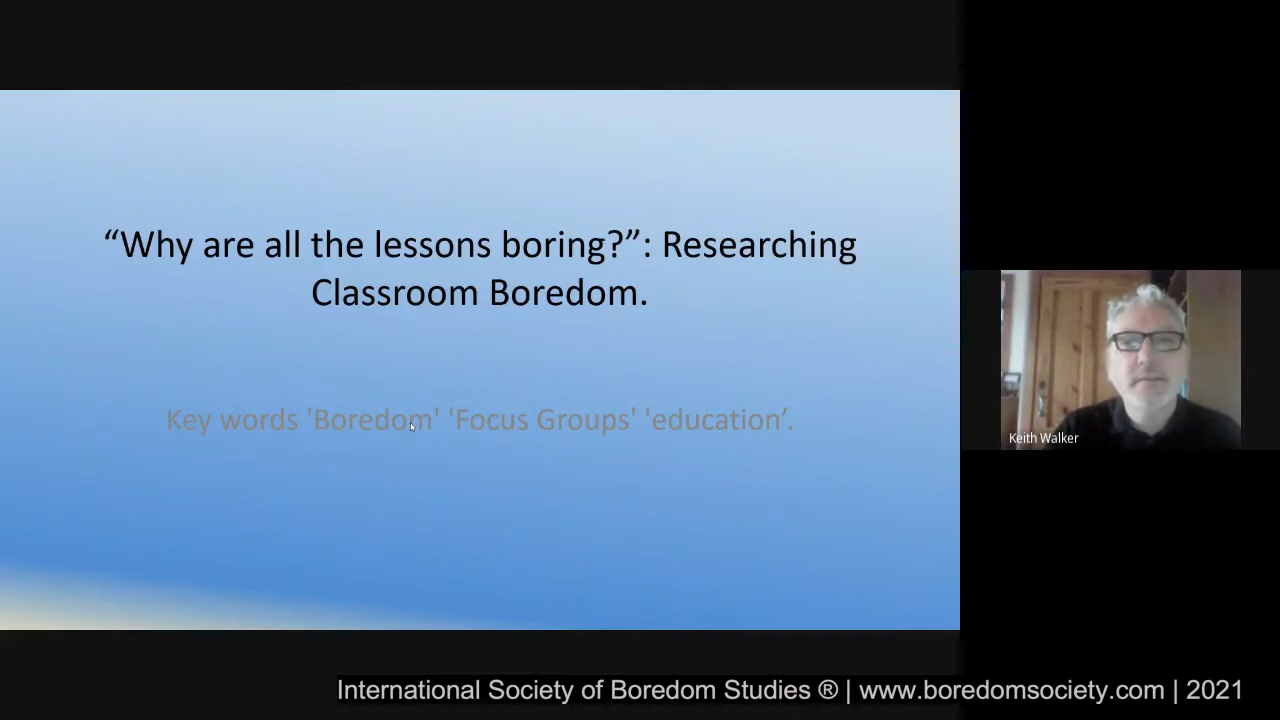 “Why are all the lessons boring?”: Researching
Classroom Boredom.
Key words 'Boredom' 'Focus Groups' 'education’.
Keith Walker
International Society of Boredom Studies ® | www.boredomsociety.com | 2021